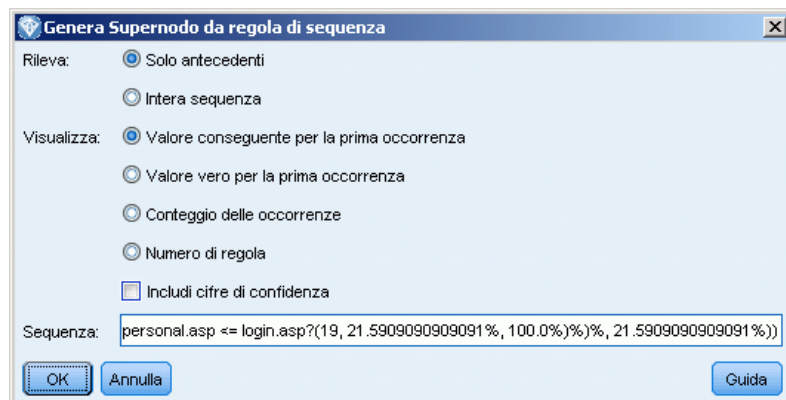 Genera Supernodo da regola di sequenza
Rileva: Solo antecedenti
Intera sequenza
Visualizza: Valore conseguente per la prima occorrenza
Valore vero per la prima occorrenza
Conteggio delle occorrenze
Numero di regola
Includi cifre di confidenza
Sequenza: personal.asp <= login.asp?(19, 21.5909090909091%, 100.0%)%)%, 21.5909090909091%))
OK Annulla Guida